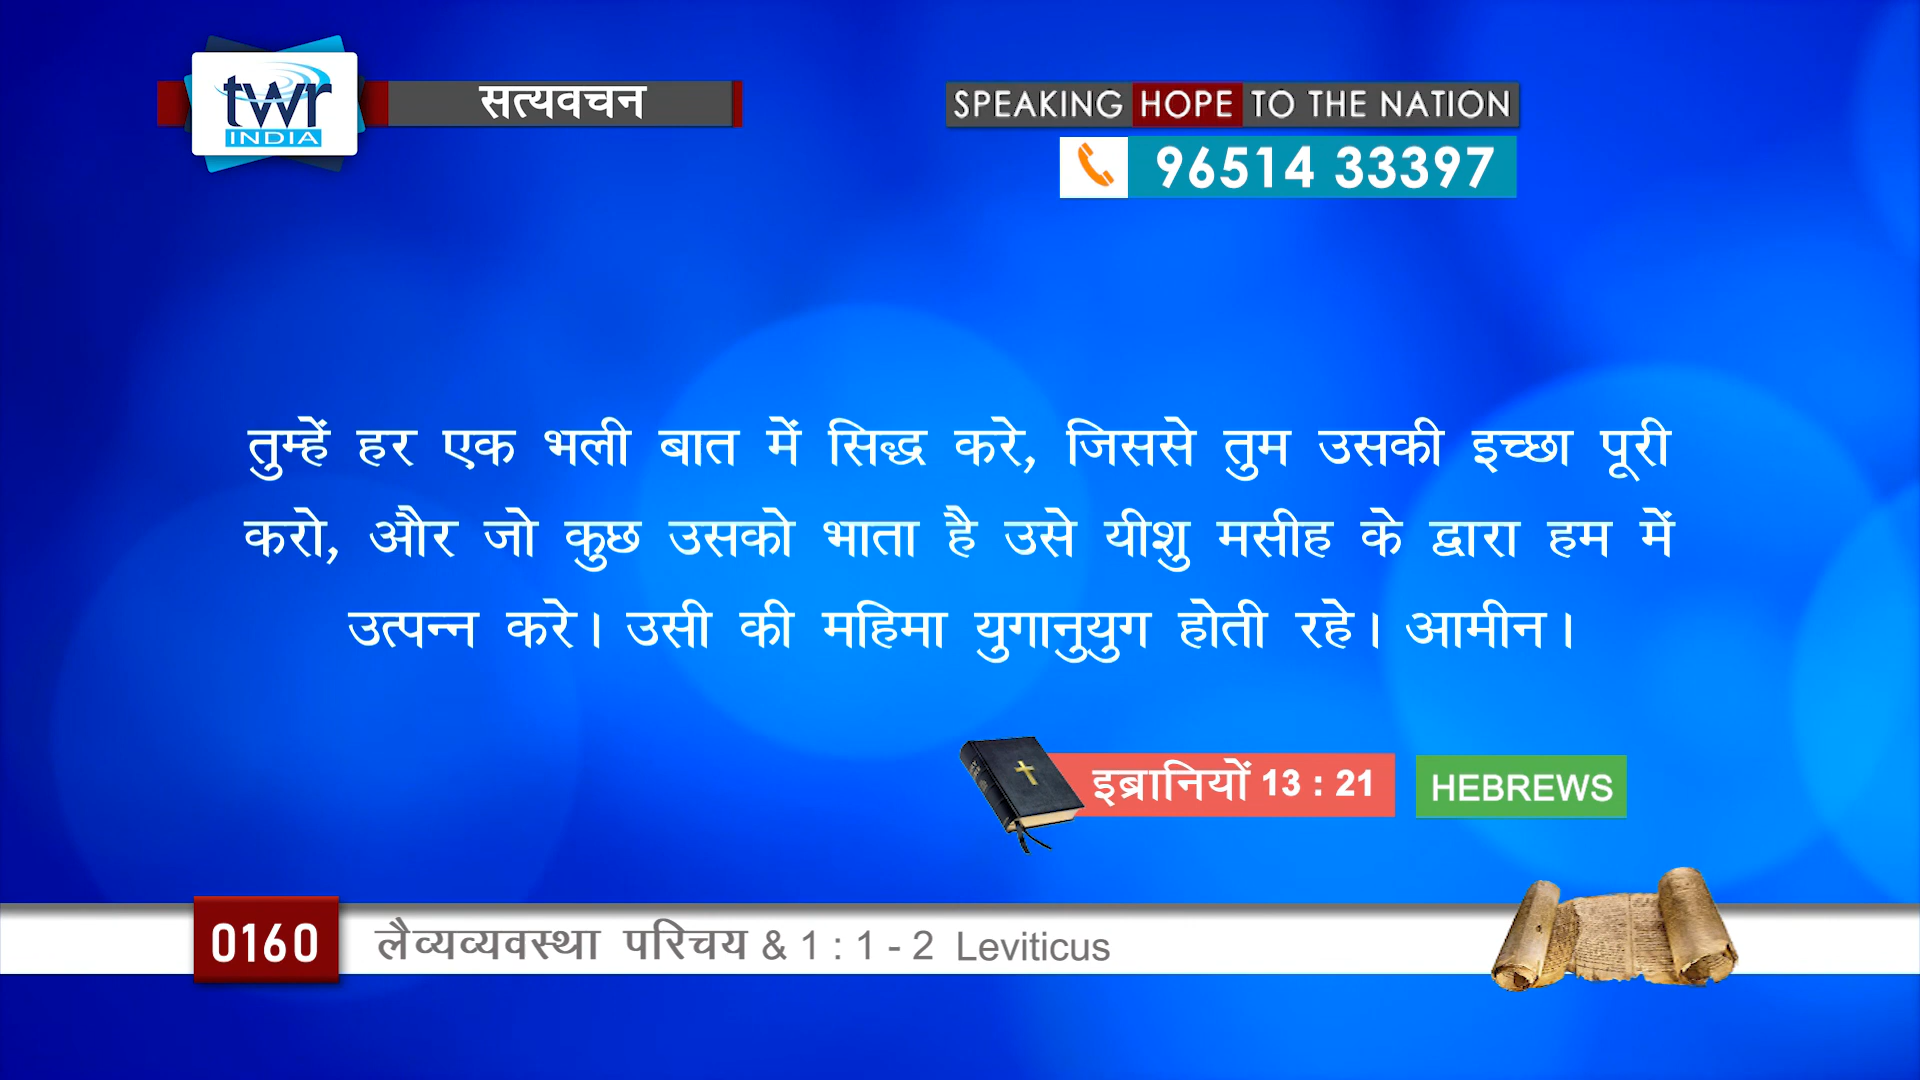 twr
INDIA
सत्यवचन
SPEAKING HOPE TO THE NATION
96514 33397
तुम्हें हर एक भली बात में सिद्ध करे, जिससे तुम उसकी इच्छा पूरी
करो, और जो कुछ उसको भाता है उसे यीशु मसीह के द्वारा हम में
उत्पन्न करे। उसी की महिमा युगानुयुग होती रहे। आमीन।
इब्रानियों 13 : 21
HEBREWS
0160
लैव्यव्यवस्था परिचय & 1 : 1 - 2 Leviticus